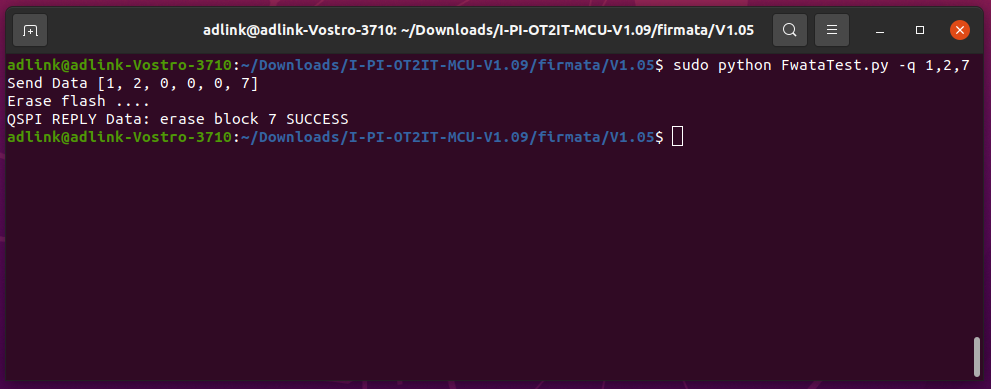 adlink@adlink-Vostro-3710: ~/Downloads/I-PI-OT2IT-MCU-V1.09/firmata/V1.05
adlink@adlink-Vostro-3710:~/Downloads/I-PI-OT2IT-MCU-V1.09/firmata/V1.05$ sudo python FwataTest.py -q 1,2,7
Send Data [1, 2, 0, 0, 0, 7]
Erase flash ....
QSPI REPLY Data: erase block 7 SUCCESS
adlink@adlink-Vostro-3710:~/Downloads/I-PI-OT2IT-MCU-V1.09/firmata/V1.05$